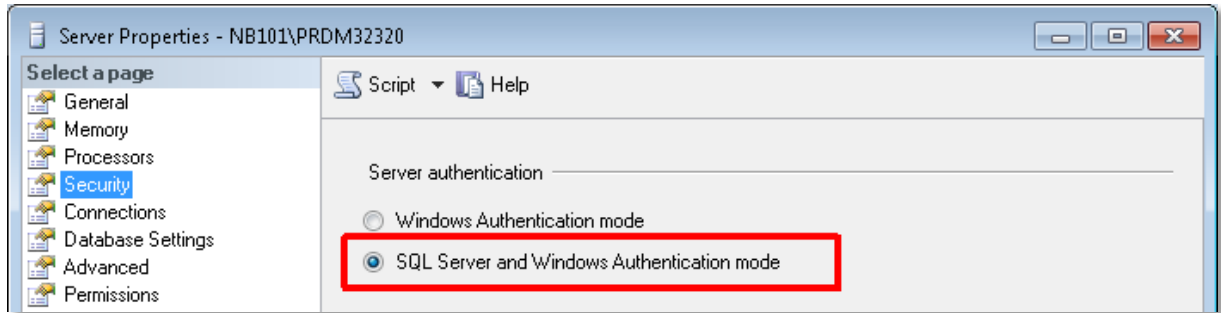 Server Properties - NB101\PRDM32320
Select a page
General
Memory
Processors
Security
Connections
Database Settings
Advanced
Permissions
Script
Help
Server authentication
Windows Authentication mode
SQL Server and Windows Authentication mode